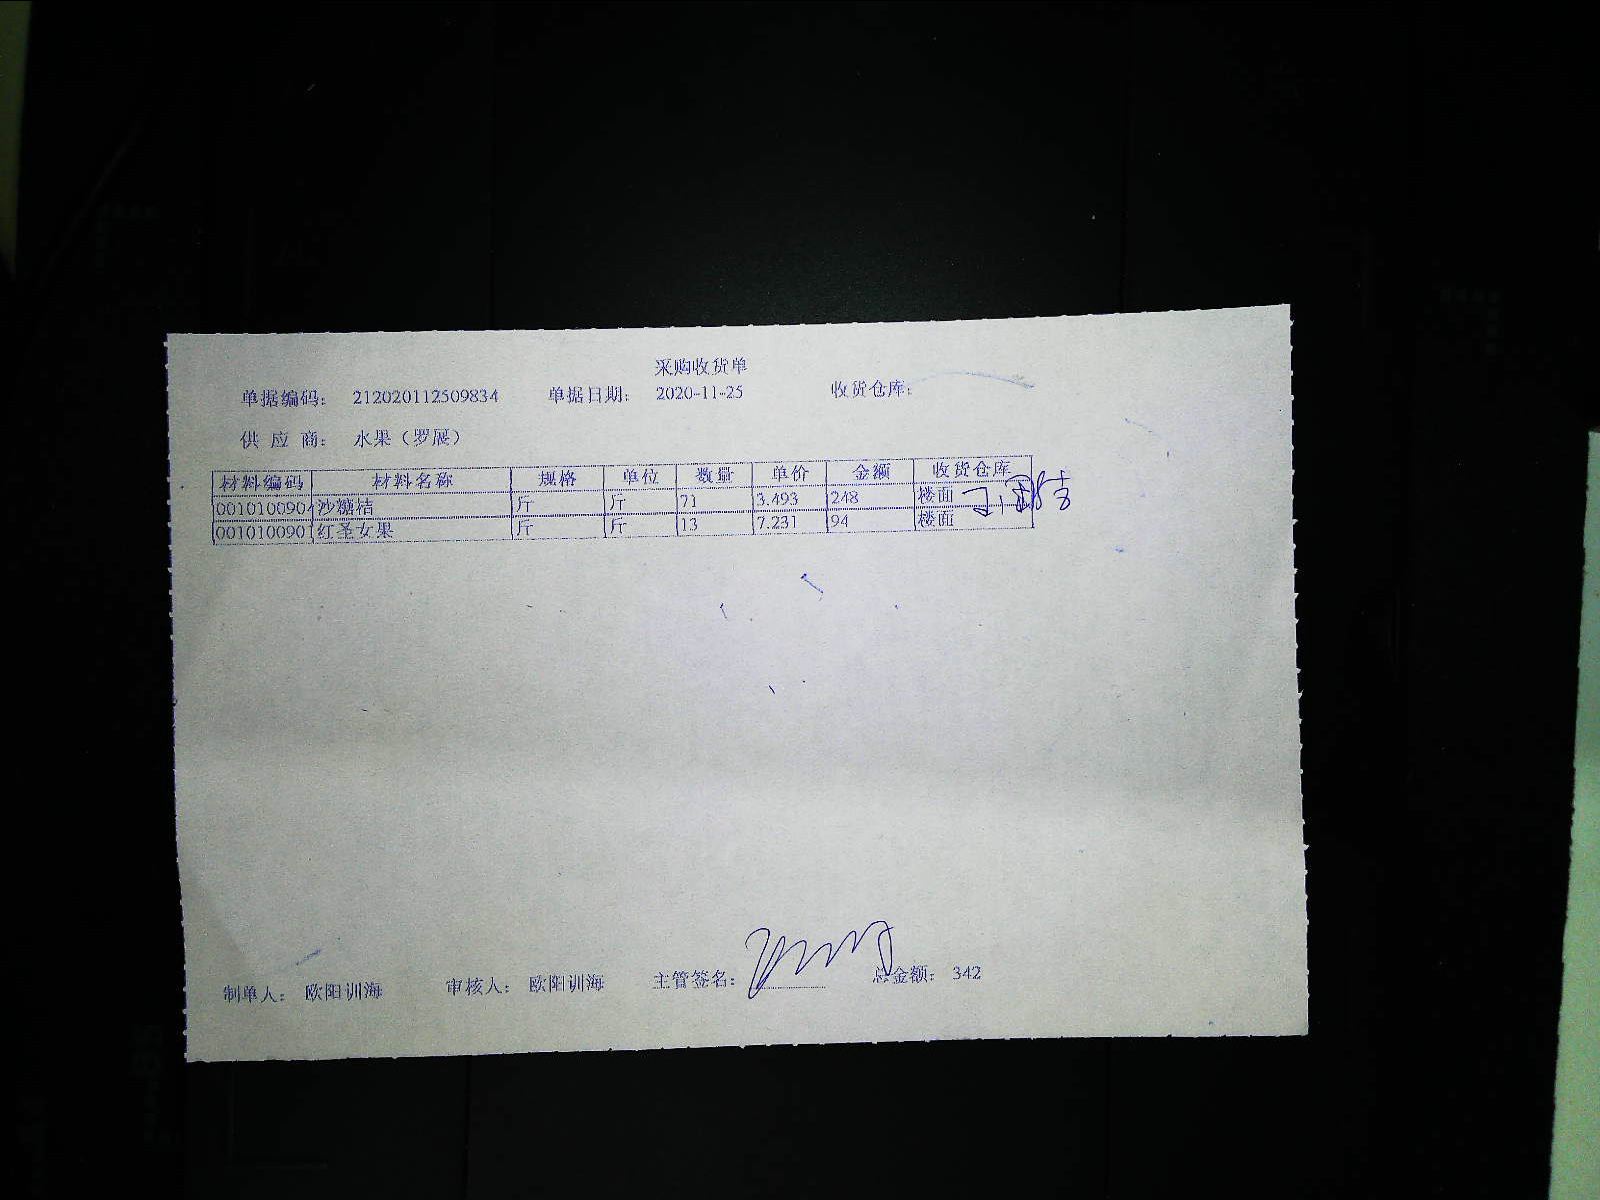 采购收货单
单据编码： 212020112509834 单据日期： 2020-11-25 收货仓库：
供 应 商： 水果（罗展）
材料编码 材料名称 规格 单位 数量 单价 金额 收货仓库
001010090 沙糖桔 斤 斤 71 3.493 248 楼面
001010090 红圣女果 斤 斤 13 7.231 94 楼面
制单人： 欧阳训海 审核人： 欧阳训海 主管签名： 总金额： 342